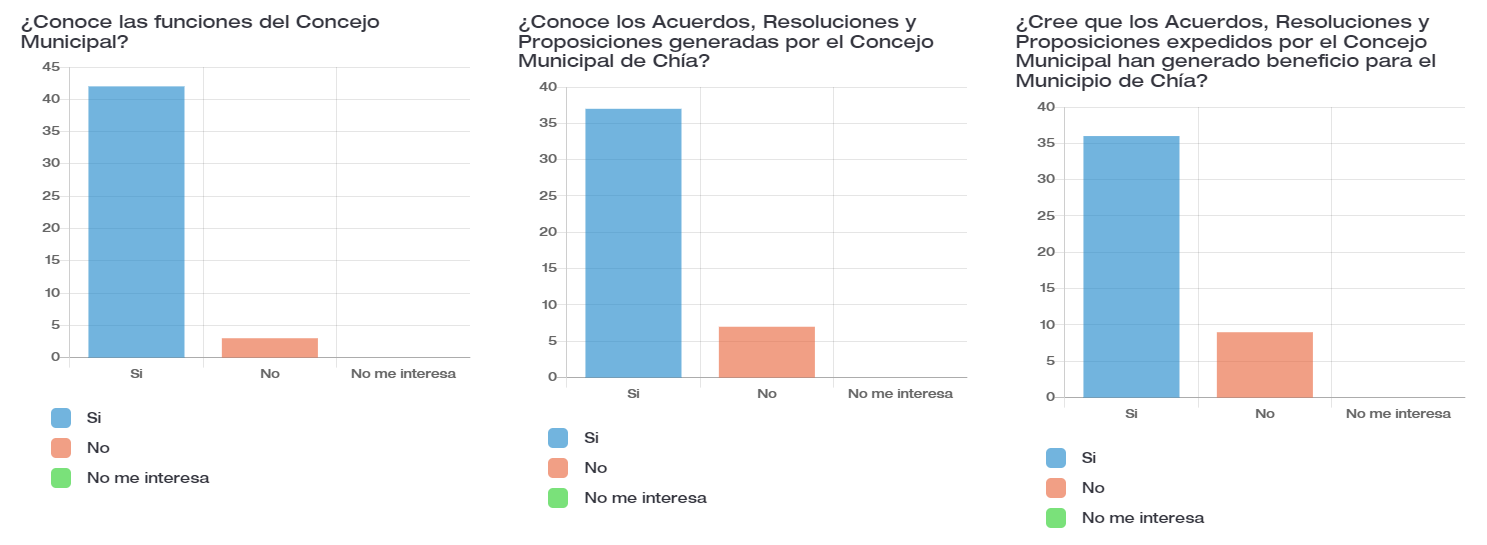 ¿Conoce las funciones del Concejo
Municipal?
45
40
35
30
25
20
15
10
5
0
Si No No me interesa
Si
No
No me interesa
¿Conoce los Acuerdos, Resoluciones y
Proposiciones generadas por el Concejo
Municipal de Chía?
40
35
30
25
20
15
10
5
0
Si No No me interesa
Si
No
No me interesa
¿Cree que los Acuerdos, Resoluciones y
Proposiciones expedidos por el Concejo
Municipal han generado beneficio para el
Municipio de Chía?
40
35
30
25
20
15
10
5
0
Si No No me interesa
Si
No
No me interesa